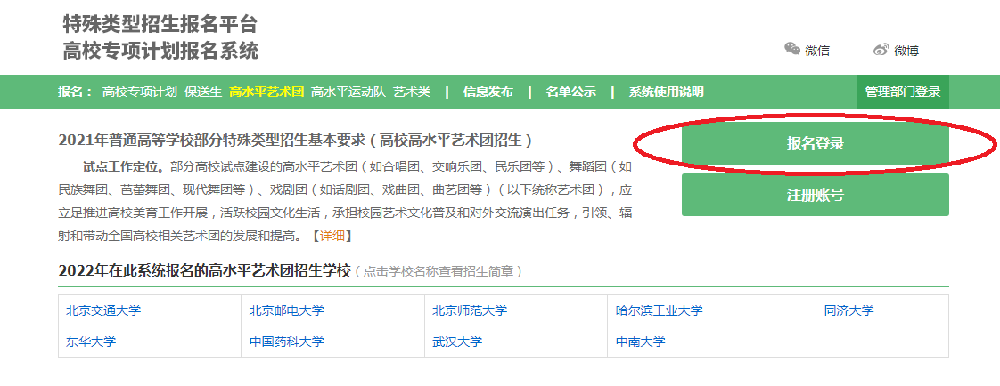 特殊类型招生报名平台
高校专项计划报名系统
微信 微博
报名： 高校专项计划 保送生 高水平艺术团 高水平运动队 艺术类 | 信息发布 | 名单公示 | 系统使用说明 管理部门登录
2021年普通高等学校部分特殊类型招生基本要求（高校高水平艺术团招生）
试点工作定位。部分高校试点建设的高水平艺术团（如合唱团、交响乐团、民乐团等）、舞蹈团（如
民族舞团、芭蕾舞团、现代舞团等）、戏剧团（如话剧团、戏曲团、曲艺团等）（以下统称艺术团），应
立足推进高校美育工作开展，活跃校园文化生活，承担校园艺术文化普及和对外交流演出任务，引领、辐
射和带动全国高校相关艺术团的发展和提高。【详细】
报名登录
注册账号
2022年在此系统报名的高水平艺术团招生学校（点击学校名称查看招生简章）
北京交通大学 北京邮电大学 北京师范大学 哈尔滨工业大学 同济大学
东华大学 中国药科大学 武汉大学 中南大学